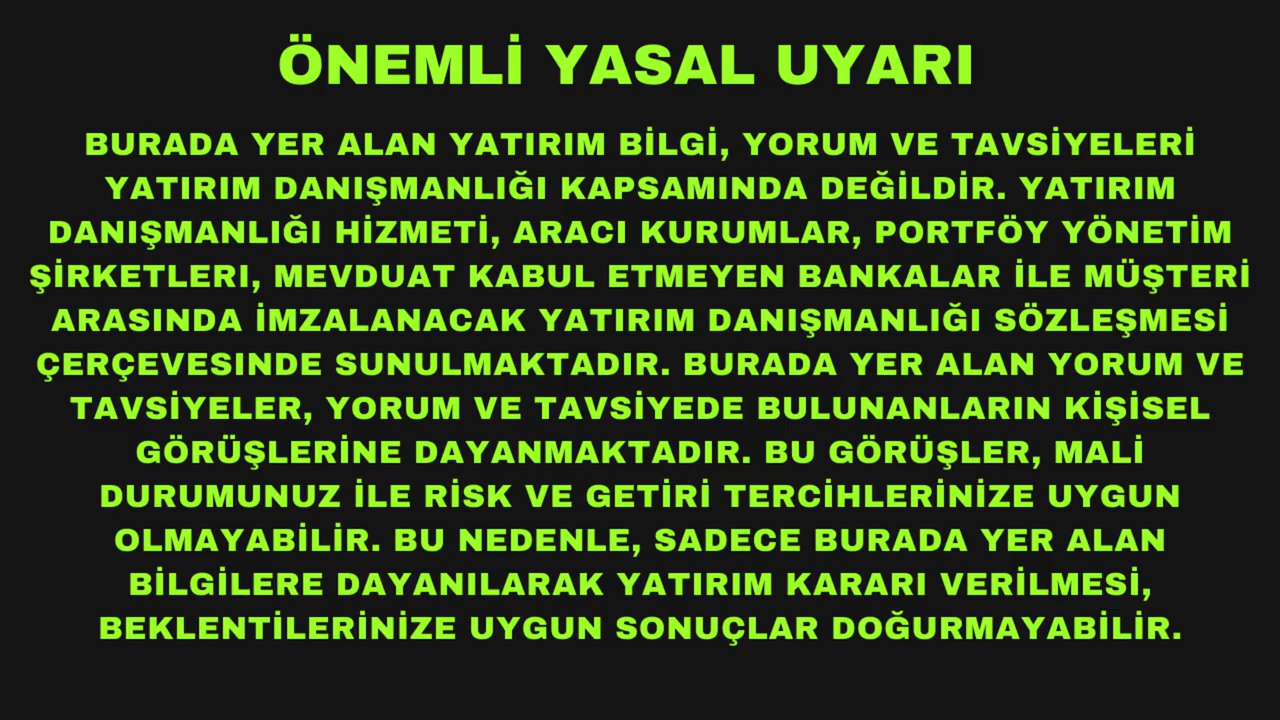 ÖNEMLİ YASAL UYARI
BURADA YER ALAN YATIRIM BİLGİ, YORUM VE TAVSİYELERİ
YATIRIM DANIŞMANLIĞI KAPSAMINDA DEĞİLDİR. YATIRIM
DANIŞMANLIĞI HİZMETİ, ARACI KURUMLAR, PORTFÖY YÖNETİM
ŞİRKETLERI, MEVDUAT KABUL ETMEYEN BANKALAR İLE MÜŞTERİ
ARASINDA İMZALANACAK YATIRIM DANIŞMANLIĞI SÖZLEŞMESİ
ÇERÇEVESINDE SUNULMAKTADIR. BURADA YER ALAN YORUM VE
TAVSİYELER, YORUM VE TAVSİYEDE BULUNANLARIN KİŞİSEL
GÖRÜŞLERİNE DAYANMAKTADIR. BU GÖRÜŞLER, MALİ
DURUMUNUZ İLE RİSK VE GETİRİ TERCİHLERİNİZE UYGUN
OLMAYABİLİR. BU NEDENLE, SADECE BURADA YER ALAN
BİLGİLERE DAYANILARAK YATIRIM KARARI VERİLMESİ,
BEKLENTİLERİNİZE UYGUN SONUÇLAR DOĞURMAYABİLİR.